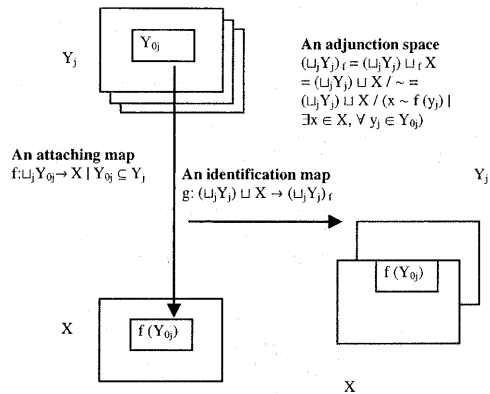 Y₀ⱼ
Yⱼ
An adjunction space
(⊔ⱼYⱼ) f = (⊔ⱼYⱼ) ⊔f X
= (⊔ⱼYⱼ) ⊔ X / ~ =
(⊔ⱼYⱼ) ⊔ X / (x ~ f (yⱼ) |
∃x ∈ X, ∀ yⱼ ∈ Y₀ⱼ)
An attaching map
f:⊔ⱼY₀ⱼ→ X | Y₀ⱼ ⊆ Yⱼ
An identification map
g: (⊔ⱼYⱼ) ⊔ X → (⊔ⱼYⱼ) f
Yⱼ
f (Y₀ⱼ)
X
f (Y₀ⱼ)
X